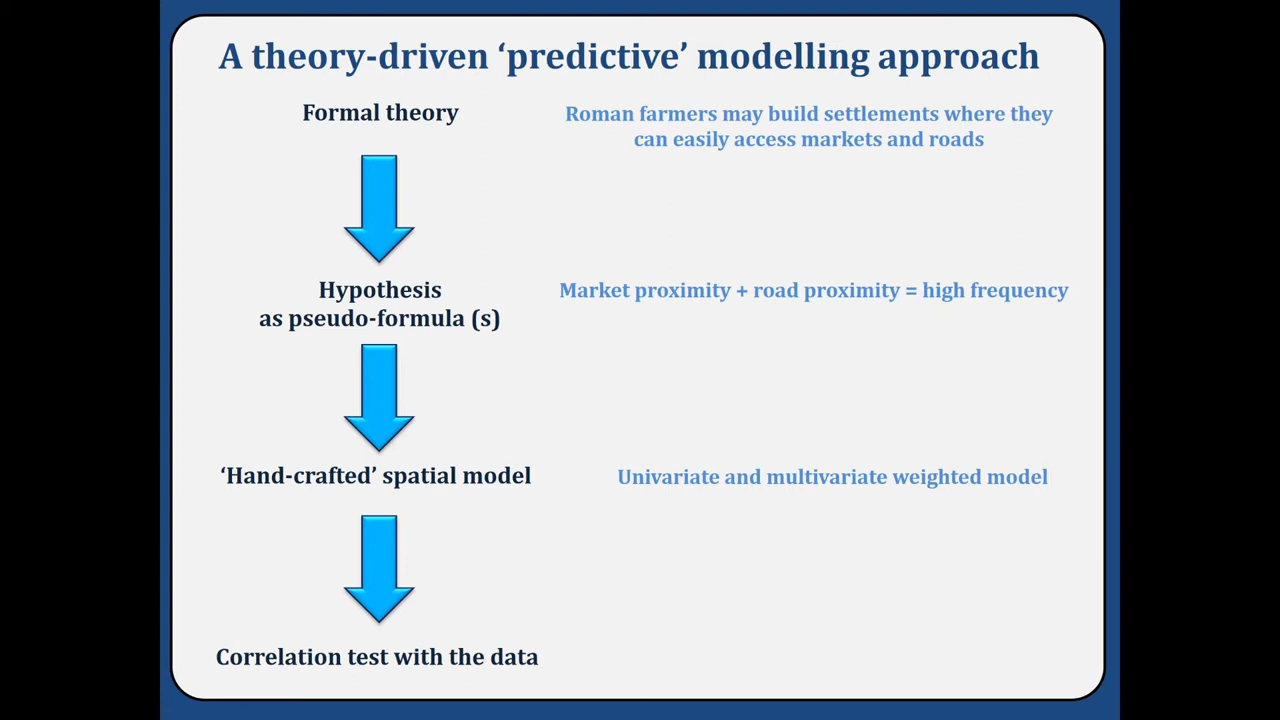 A theory-driven ‘predictive’ modelling approach
Formal theory
Roman farmers may build settlements where they
can easily access markets and roads
Hypothesis
as pseudo-formula (s)
Market proximity + road proximity = high frequency
‘Hand-crafted’ spatial model
Univariate and multivariate weighted model
Correlation test with the data